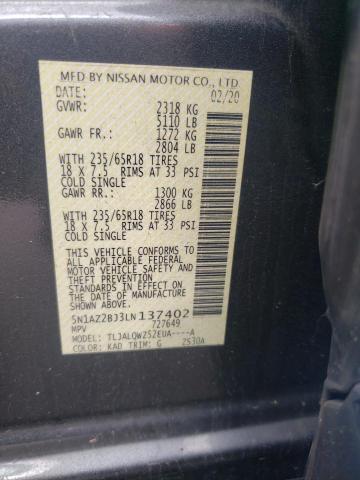 MFD BY NISSAN MOTOR CO., LTD.
DATE: 02/20
GVWR: 2318 KG
5110 LB
GAWR FR.: 1272 KG
2804 LB
WITH 235/65R18 TIRES
18 X 7.5 RIMS AT 33 PSI
COLD SINGLE
GAWR RR.: 1300 KG
2866 LB
WITH 235/65R18 TIRES
18 X 7.5 RIMS AT 33 PSI
COLD SINGLE
THIS VEHICLE CONFORMS TO
ALL APPLICABLE FEDERAL
MOTOR VEHICLE SAFETY AND
THEFT PREVENTION STANDARDS
IN EFFECT ON THE DATE OF
MANUFACTURE SHOWN ABOVE.
5N1AZ2BJ3LN137402
MPV 727649
MODEL: TLJALQWZS2EUA----A
COLOR: KAD TRIM: G 2530A